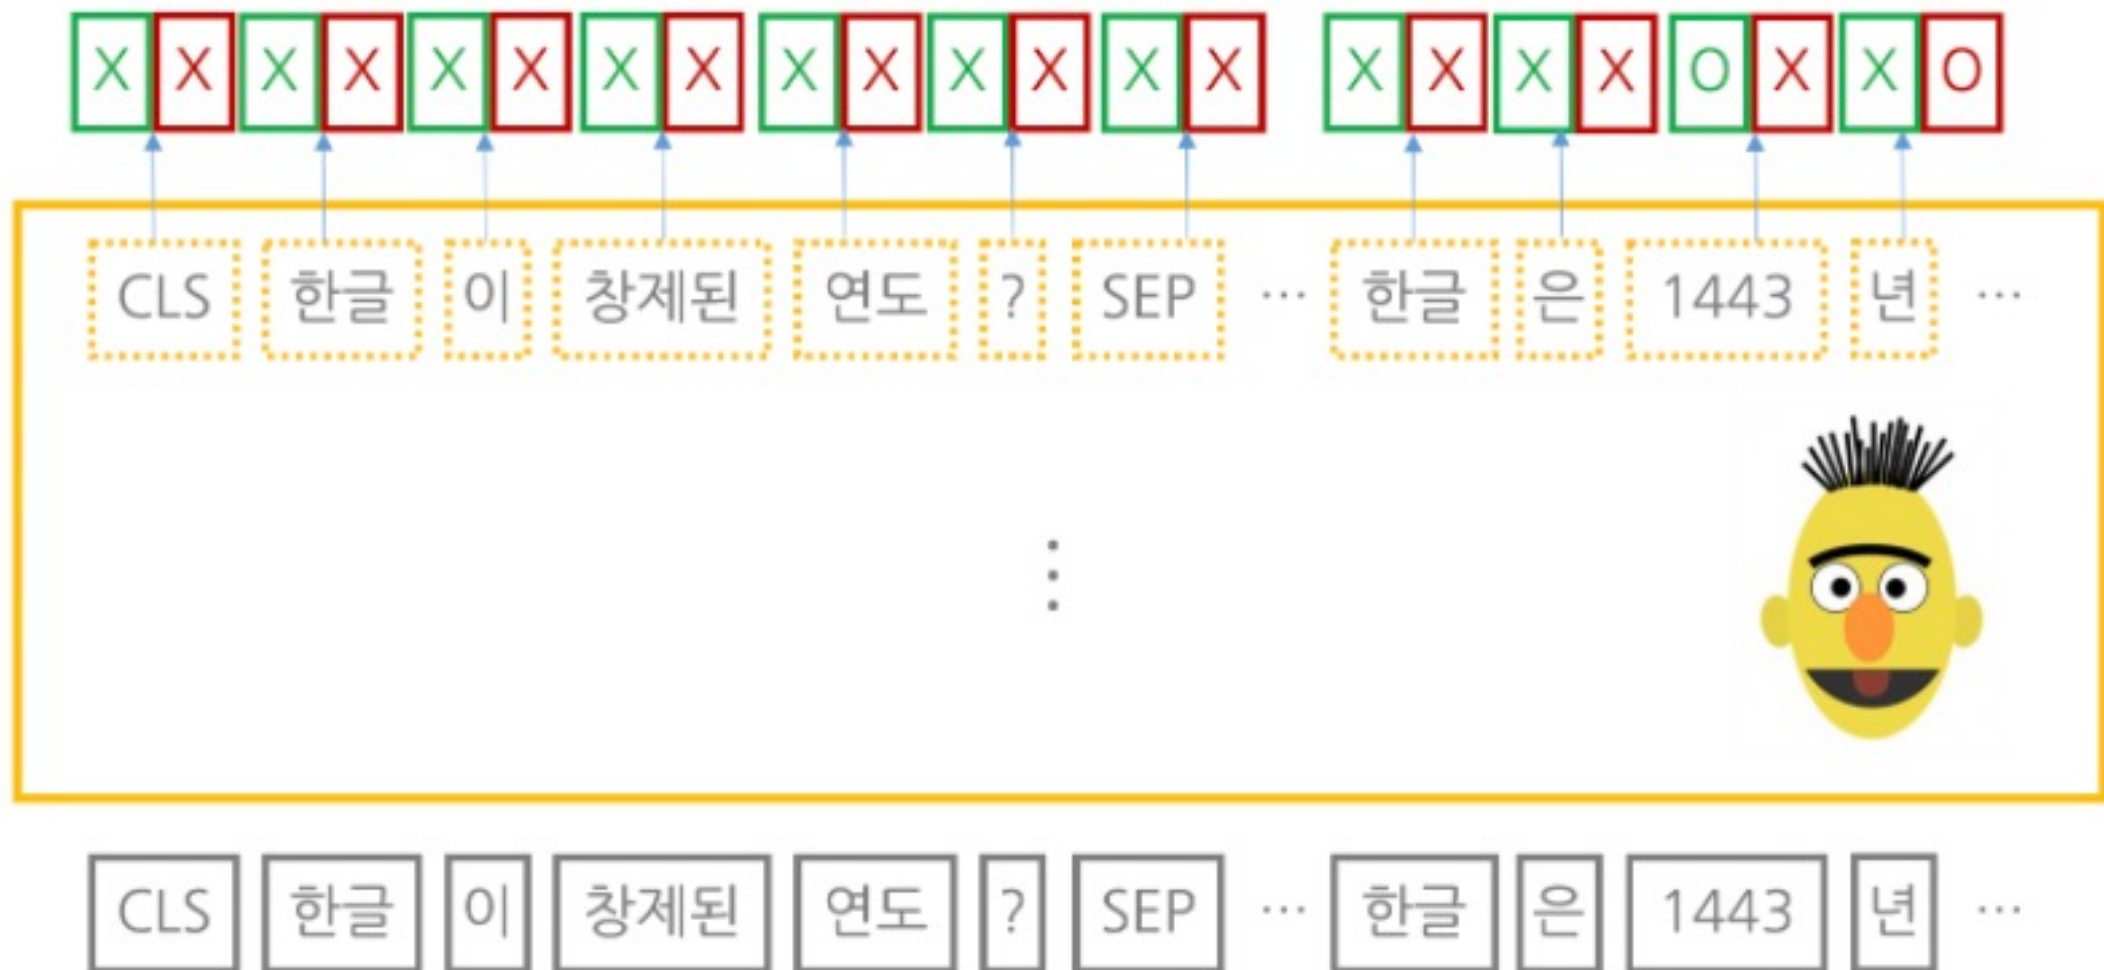 X X X X X X X X X X X X X X X X X X O X X O
CLS 한글 이 창제된 연도 ? SEP ... 한글 은 1443 년 ...
CLS 한글 이 창제된 연도 ? SEP ... 한글 은 1443 년 ...